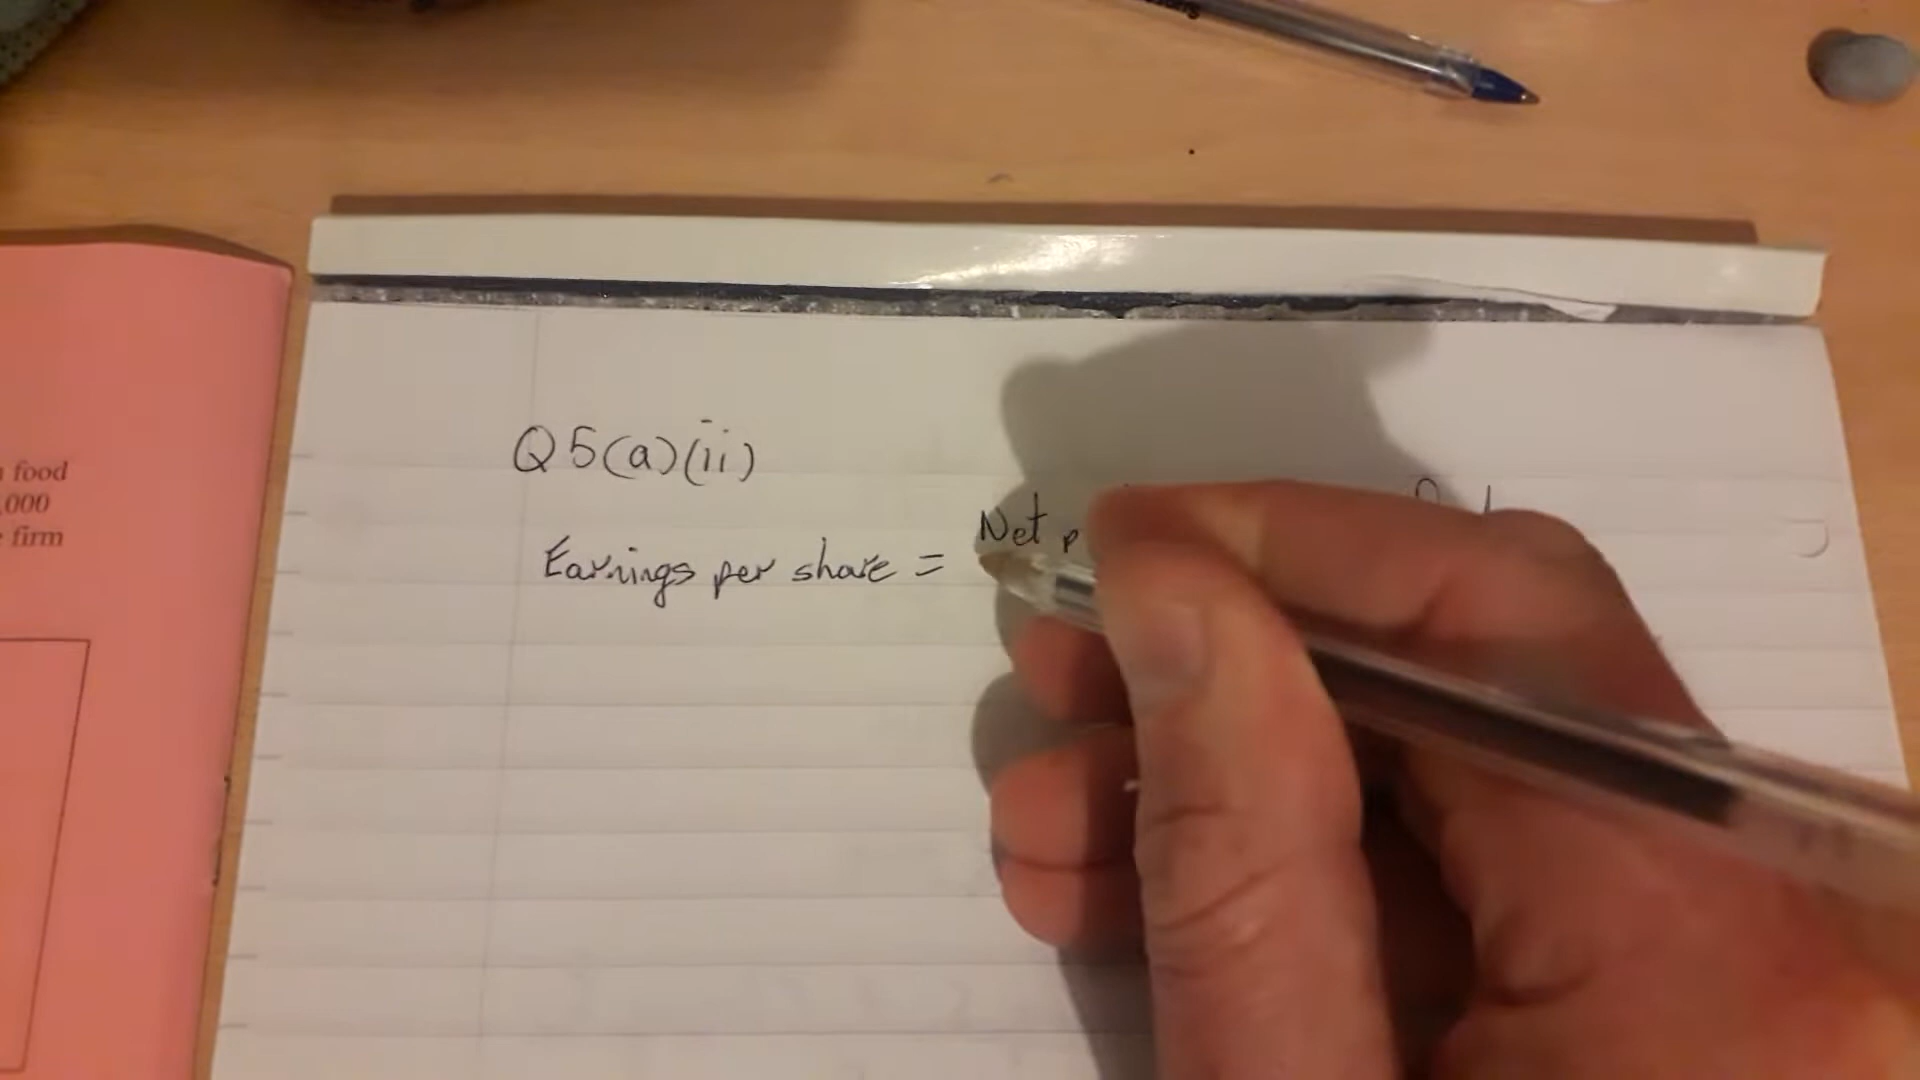 food
,000
firm
Q5(a)(ii)
Net
Earnings per share =